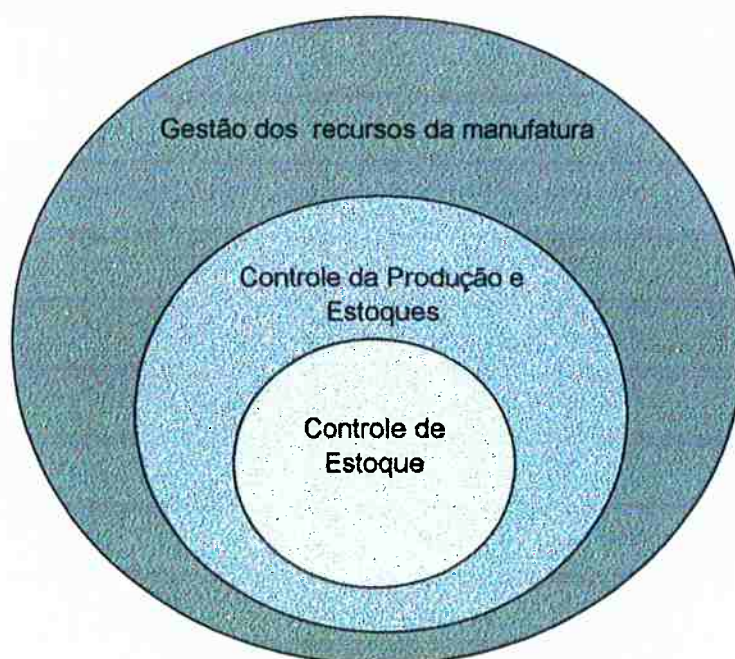 Gestão dos recursos da manufatura
Controle da Produção e
Estoques
Controle de
Estoque